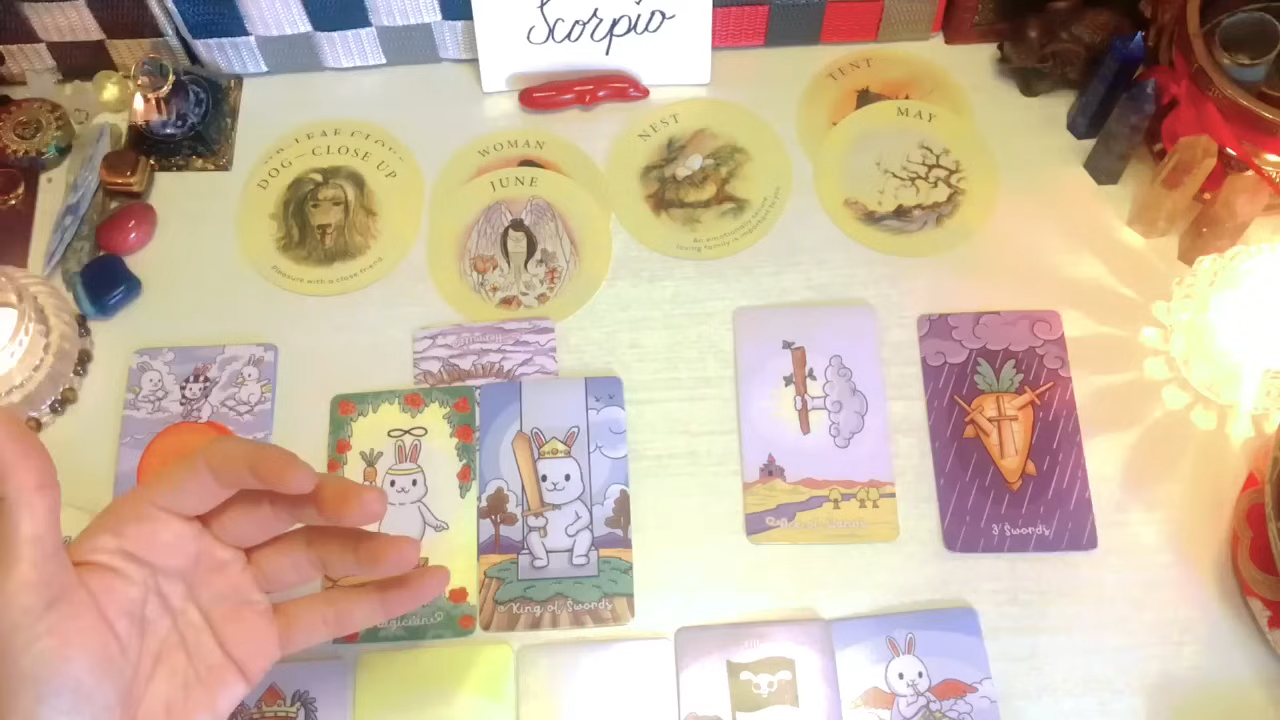 Scorpio
TENT
MAY
NEST
An emotionally secure
loving family is important to you
WOMAN
JUNE
DOG—CLOSE UP
Pleasure with a close friend
3 Swords
King of Swords